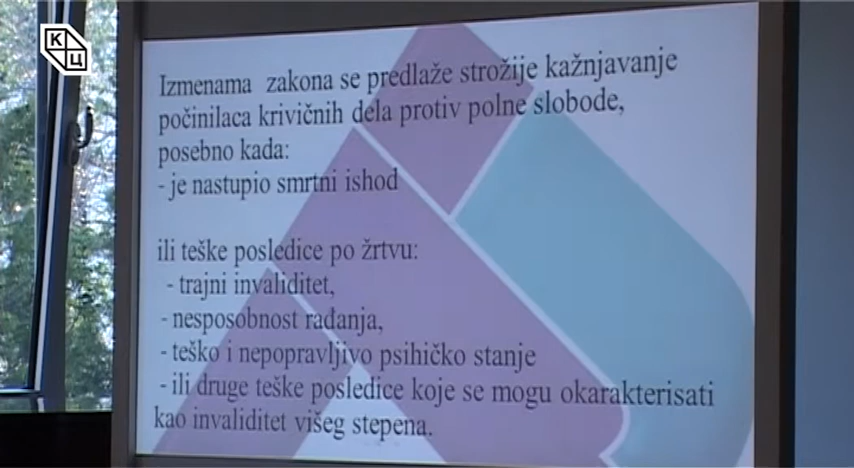 КЦ
Izmenama zakona se predlaže strožije kažnjavanje
počinilaca krivičnih dela protiv polne slobode,
posebno kada:
- je nastupio smrtni ishod
ili teške posledice po žrtvu:
- trajni invaliditet,
- nesposobnost rađanja,
- teško i nepopravljivo psihičko stanje
- ili druge teške posledice koje se mogu okarakterisati
kao invaliditet višeg stepena.